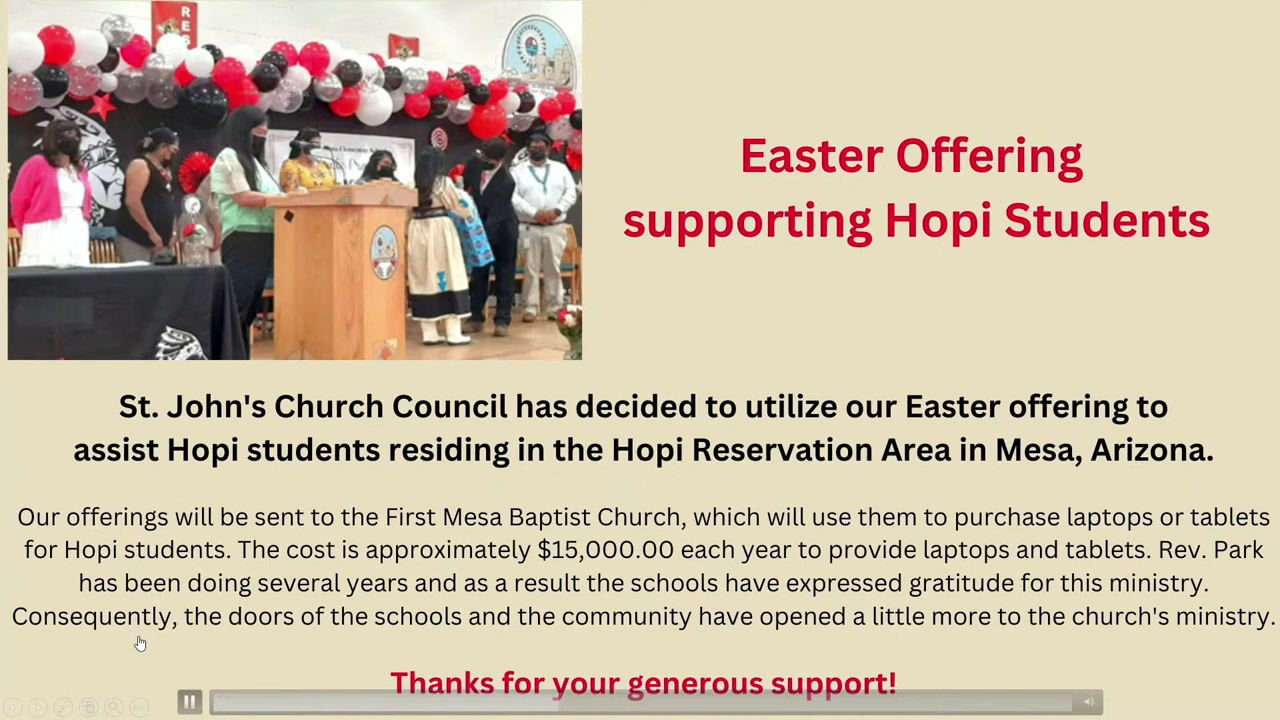 RES
Easter Offering
supporting Hopi Students
St. John's Church Council has decided to utilize our Easter offering to
assist Hopi students residing in the Hopi Reservation Area in Mesa, Arizona.
Our offerings will be sent to the First Mesa Baptist Church, which will use them to purchase laptops or tablets
for Hopi students. The cost is approximately $15,000.00 each year to provide laptops and tablets. Rev. Park
has been doing several years and as a result the schools have expressed gratitude for this ministry.
Consequently, the doors of the schools and the community have opened a little more to the church's ministry.
Thanks for your generous support!